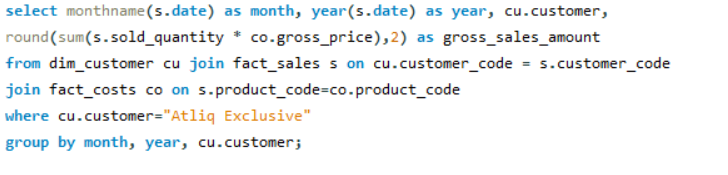 select monthname(s.date) as month, year(s.date) as year, cu.customer,
round(sum(s.sold_quantity * co.gross_price),2) as gross_sales_amount
from dim_customer cu join fact_sales s on cu.customer_code = s.customer_code
join fact_costs co on s.product_code=co.product_code
where cu.customer="Atliq Exclusive"
group by month, year, cu.customer;